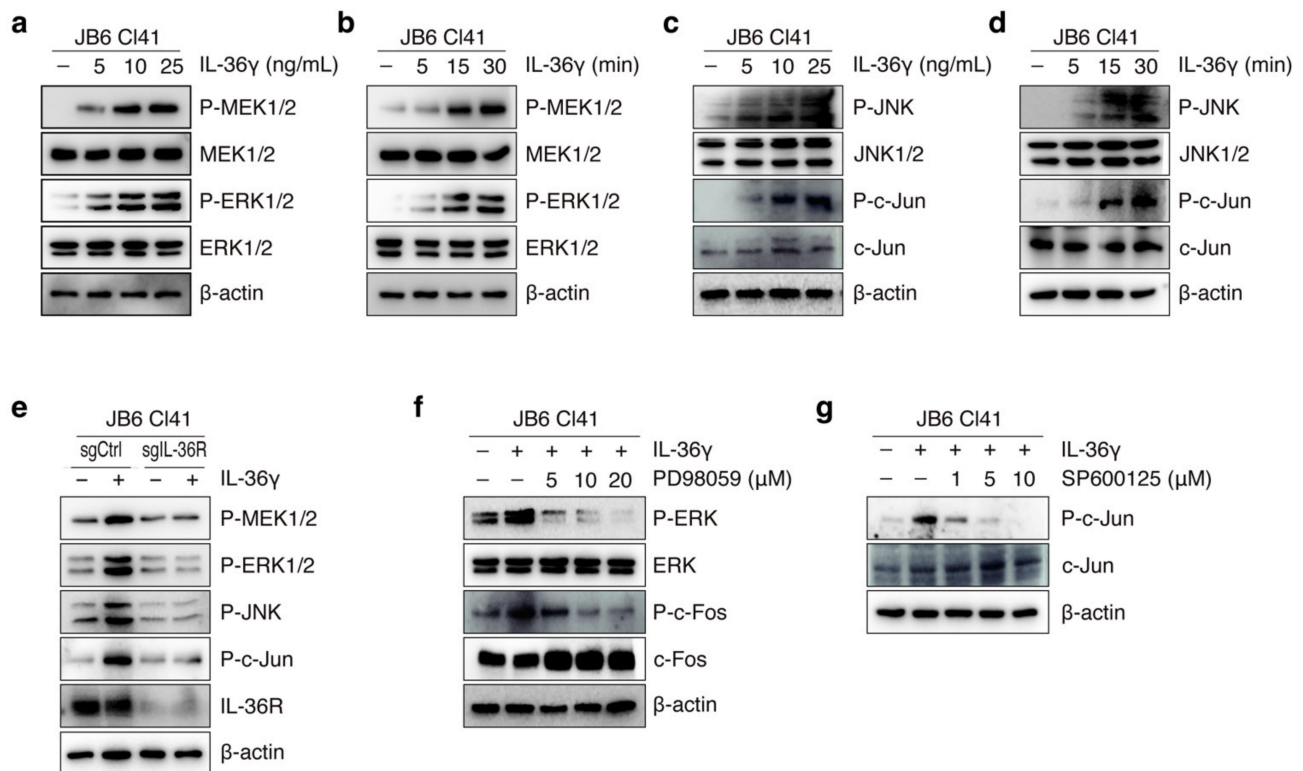 a
JB6 Cl41
– 5 10 25 IL-36γ (ng/mL)
P-MEK1/2
MEK1/2
P-ERK1/2
ERK1/2
β-actin
b
JB6 Cl41
– 5 15 30 IL-36γ (min)
P-MEK1/2
MEK1/2
P-ERK1/2
ERK1/2
β-actin
c
JB6 Cl41
– 5 10 25 IL-36γ (ng/mL)
P-JNK
JNK1/2
P-c-Jun
c-Jun
β-actin
d
JB6 Cl41
– 5 15 30 IL-36γ (min)
P-JNK
JNK1/2
P-c-Jun
c-Jun
β-actin
e
JB6 Cl41
sgCtrl sgIL-36R
– + – + IL-36γ
P-MEK1/2
P-ERK1/2
P-JNK
P-c-Jun
IL-36R
β-actin
f
JB6 Cl41
– + + + + IL-36γ
– – 5 10 20 PD98059 (μM)
P-ERK
ERK
P-c-Fos
c-Fos
β-actin
g
JB6 Cl41
– + + + + IL-36γ
– – 1 5 10 SP600125 (μM)
P-c-Jun
c-Jun
β-actin